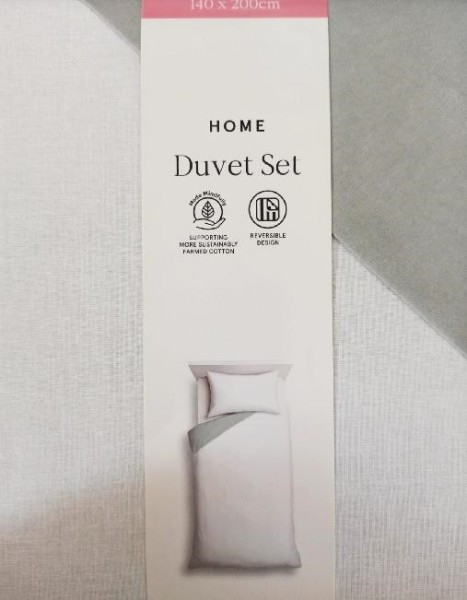 140 x 200cm
HOME
Duvet Set
Made Mindfully
SUPPORTING
MORE SUSTAINABLY
FARMED COTTON
REVERSIBLE
DESIGN